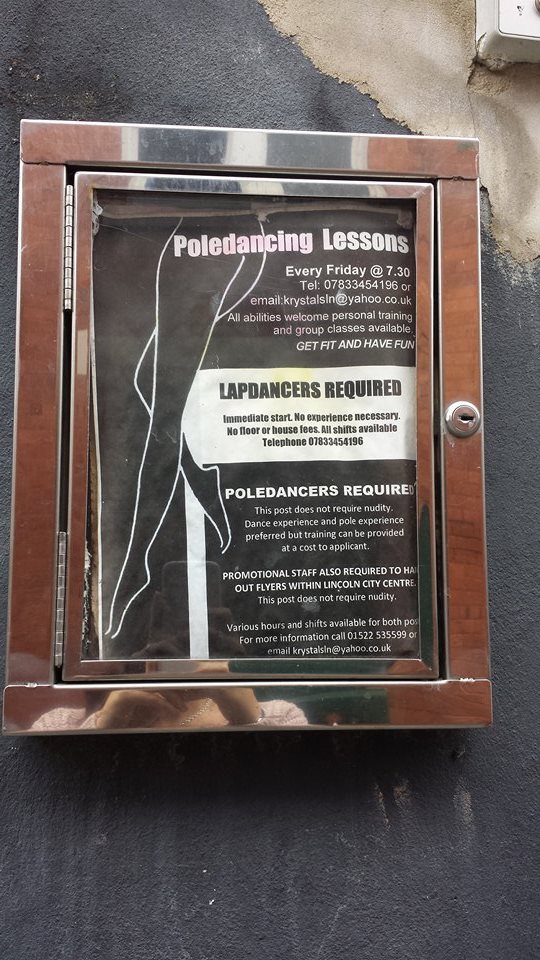 Poledancing Lessons
Every Friday @ 7.30
Tel: 07833454196 or
email:krystalsln@yahoo.co.uk
All abilities welcome personal training
and group classes available.
GET FIT AND HAVE FUN
LAPDANCERS REQUIRED
Immediate start. No experience necessary.
No floor or house fees. All shifts available
Telephone 07833454196
POLEDANCERS REQUIRED
This post does not require nudity.
Dance experience and pole experience
preferred but training can be provided
at a cost to applicant.
PROMOTIONAL STAFF ALSO REQUIRED TO HA
OUT FLYERS WITHIN LINCOLN CITY CENTRE.
This post does not require nudity.
Various hours and shifts available for both pos
For more information call 01522 535599 or
email krystalsln@yahoo.co.uk